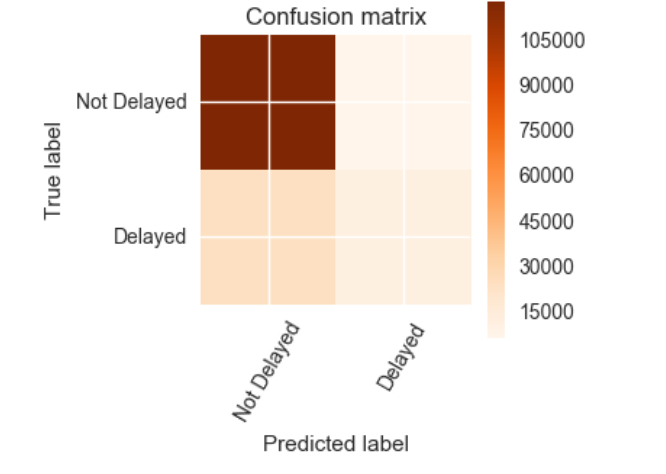 Confusion matrix
105000
90000
75000
60000
45000
30000
15000
True label
Not Delayed
Delayed
Not Delayed
Delayed
Predicted label